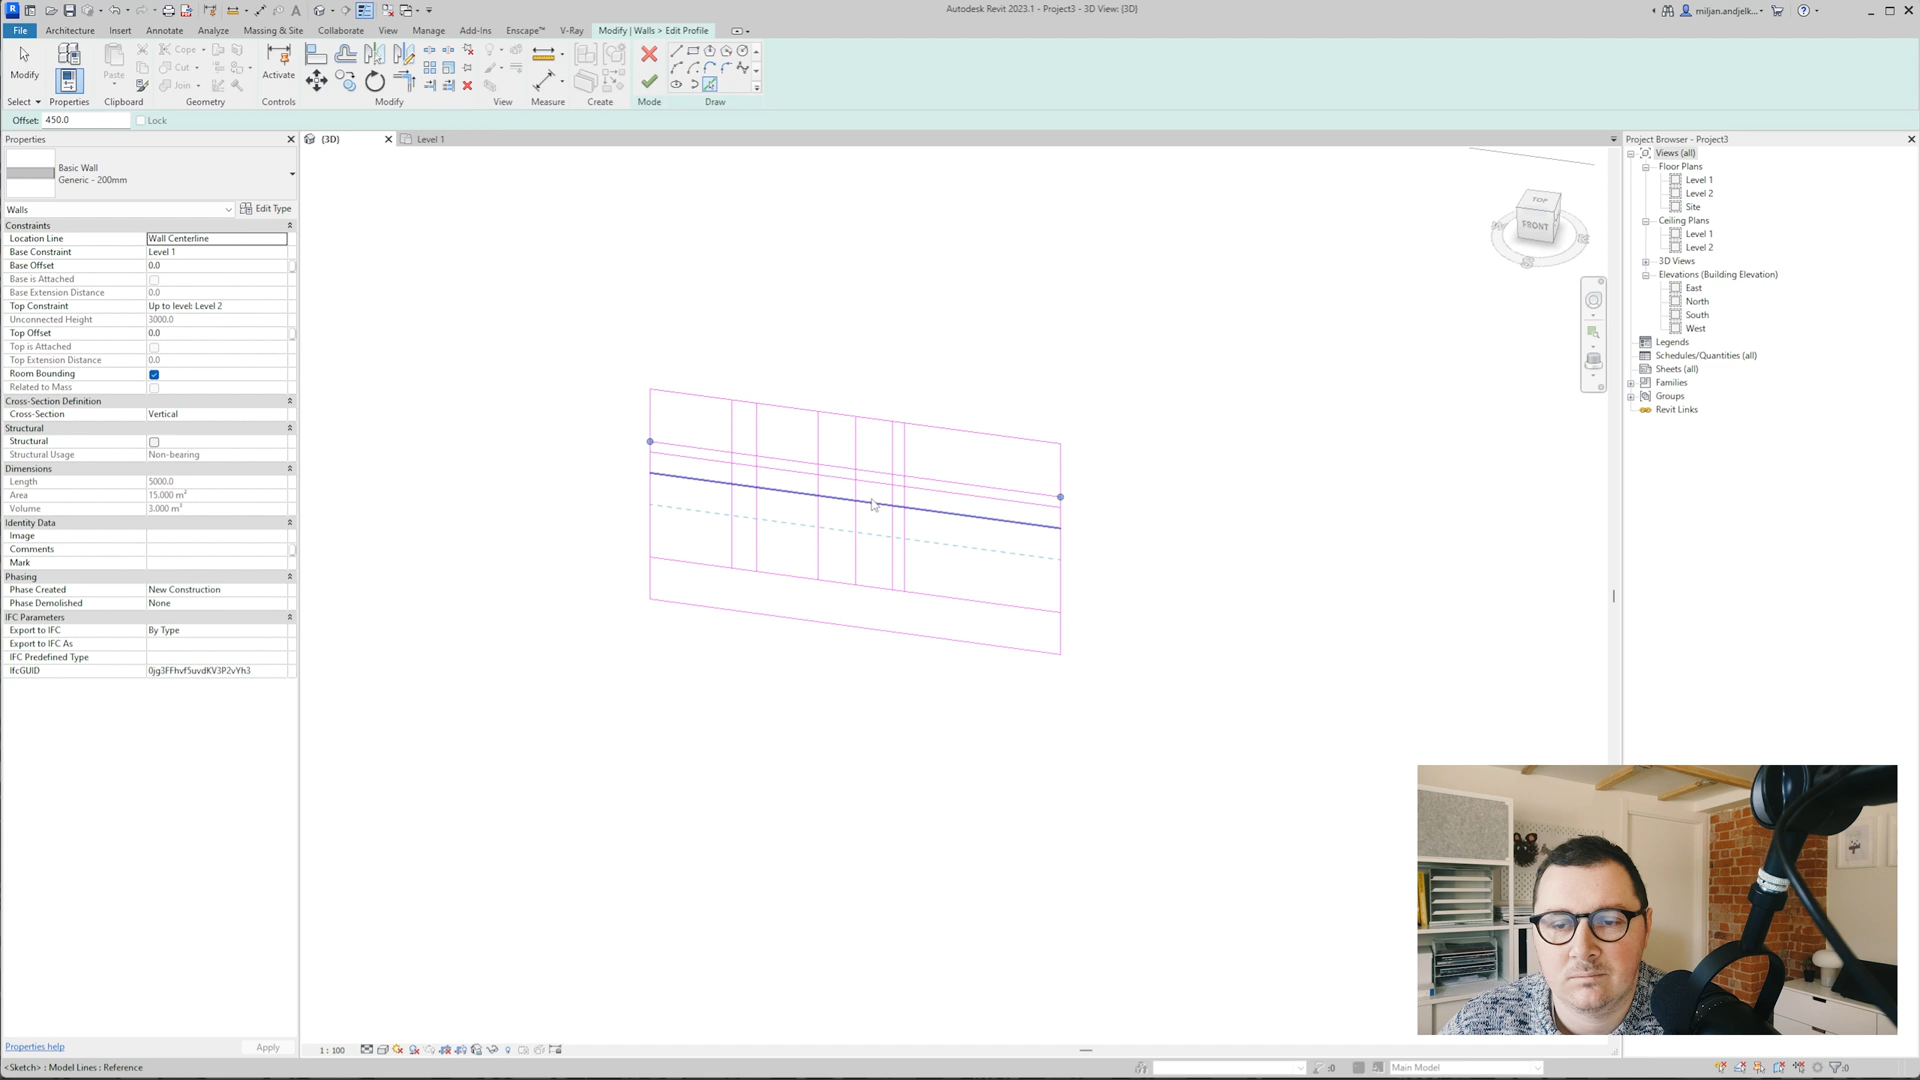 Autodesk Revit 2023.1 - Project3 - 3D View: {3D}
miljan.andjelk...
File Architecture Insert Annotate Analyze Massing & Site Collaborate View Manage Add-Ins Enscape™ V-Ray Modify | Walls > Edit Profile
Modify
Paste
Cope
Cut
Join
Activate
Select Properties Clipboard Geometry Controls Modify View Measure Create Mode Draw
Offset: 450.0 Lock
Properties
{3D}
Level 1
Project Browser - Project3
Basic Wall
Generic - 200mm
Walls
Edit Type
Constraints
Location Line Wall Centerline
Base Constraint Level 1
Base Offset 0.0
Base is Attached
Base Extension Distance 0.0
Top Constraint Up to level: Level 2
Unconnected Height 3000.0
Top Offset 0.0
Top is Attached
Top Extension Distance 0.0
Room Bounding
Related to Mass
Cross-Section Definition
Cross-Section Vertical
Structural
Structural
Structural Usage Non-bearing
Dimensions
Length 5000.0
Area 15.000 m²
Volume 3.000 m³
Identity Data
Image
Comments
Mark
Phasing
Phase Created New Construction
Phase Demolished None
IFC Parameters
Export to IFC By Type
Export to IFC As
IFC Predefined Type
IfcGUID 0jg3FFhvf5uvdKV3P2vYh3
Properties help
Apply
TOP
FRONT
Views (all)
Floor Plans
Level 1
Level 2
Site
Ceiling Plans
Level 1
Level 2
3D Views
Elevations (Building Elevation)
East
North
South
West
Legends
Schedules/Quantities (all)
Sheets (all)
Families
Groups
Revit Links
1 : 100
<Sketch> : Model Lines : Reference
:0
Main Model
:0